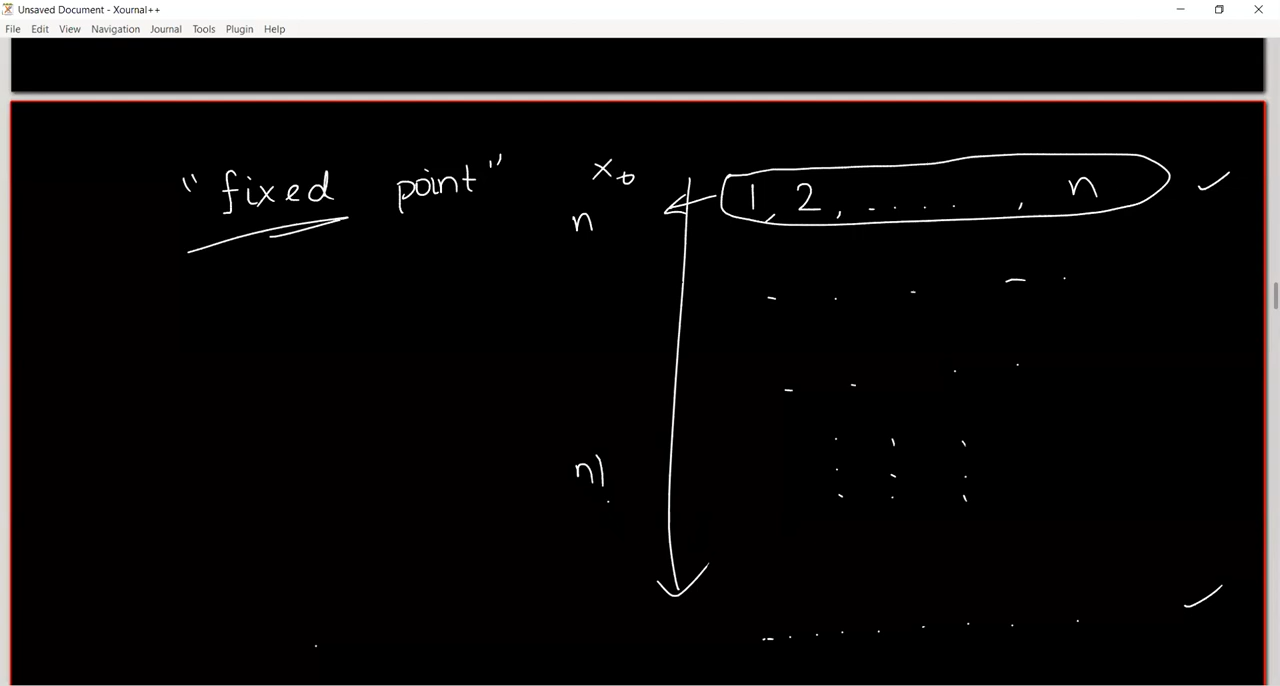 Unsaved Document - Xournal++
File Edit View Navigation Journal Tools Plugin Help
"fixed point" x₀ 1, 2, ..... , n ✓
n
n!
✓